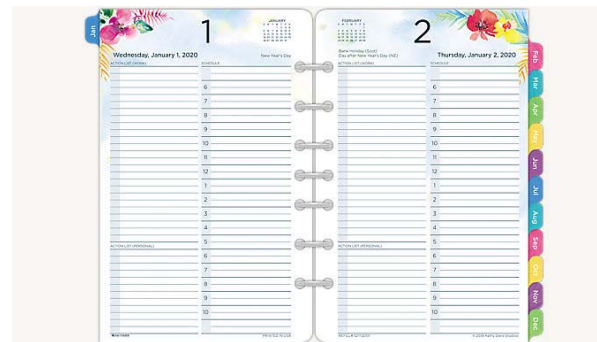 Jan
1
JANUARY
Wednesday, January 1, 2020
New Year's Day
ACTION LIST (WORK)
SCHEDULE
6
7
8
9
10
11
12
1
2
3
4
5
6
7
8
9
10
ACTION LIST (PERSONAL)
FEBRUARY
2
Bank Holiday (Scot)
Day after New Year's Day (NZ)
Thursday, January 2, 2020
ACTION LIST (WORK)
SCHEDULE
6
7
8
9
10
11
12
1
2
3
4
5
6
7
8
9
10
ACTION LIST (PERSONAL)
Feb
Mar
Apr
May
Jun
Jul
Aug
Sep
Oct
Nov
Dec